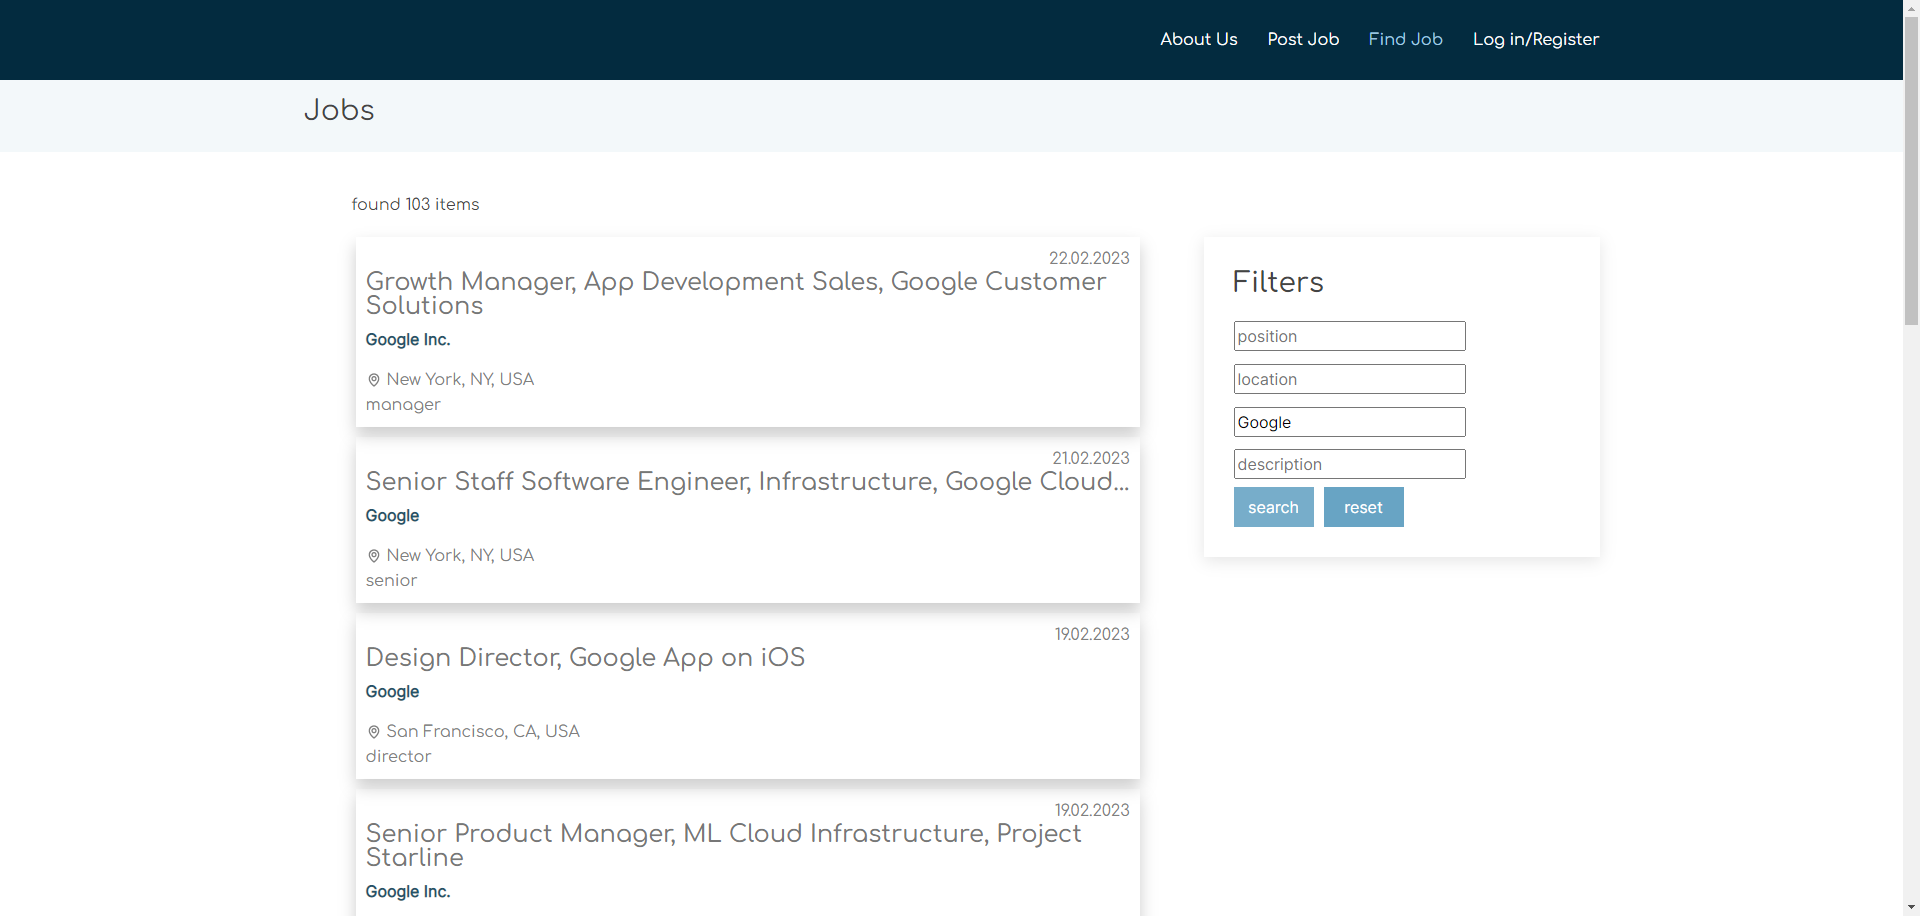 About Us Post Job Find Job Log in/Register
Jobs
found 103 items
22.02.2023
Growth Manager, App Development Sales, Google Customer
Solutions
Google Inc.
New York, NY, USA
manager
21.02.2023
Senior Staff Software Engineer, Infrastructure, Google Cloud...
Google
New York, NY, USA
senior
19.02.2023
Design Director, Google App on iOS
Google
San Francisco, CA, USA
director
19.02.2023
Senior Product Manager, ML Cloud Infrastructure, Project
Starline
Google Inc.
Filters
position
location
Google
description
search reset